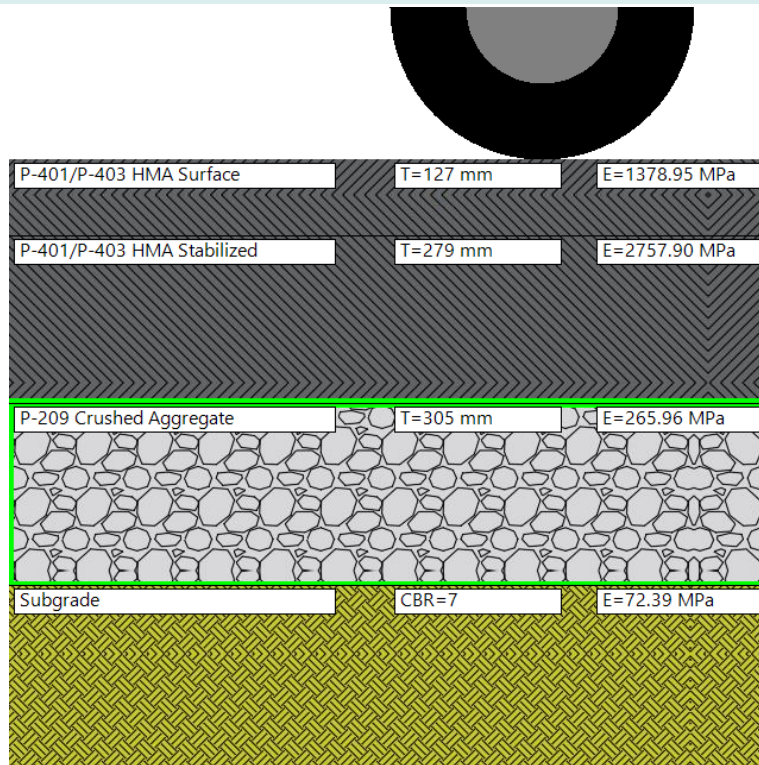 P-401/P-403 HMA Surface T=127 mm E=1378.95 MPa
P-401/P-403 HMA Stabilized T=279 mm E=2757.90 MPa
P-209 Crushed Aggregate T=305 mm E=265.96 MPa
Subgrade CBR=7 E=72.39 MPa